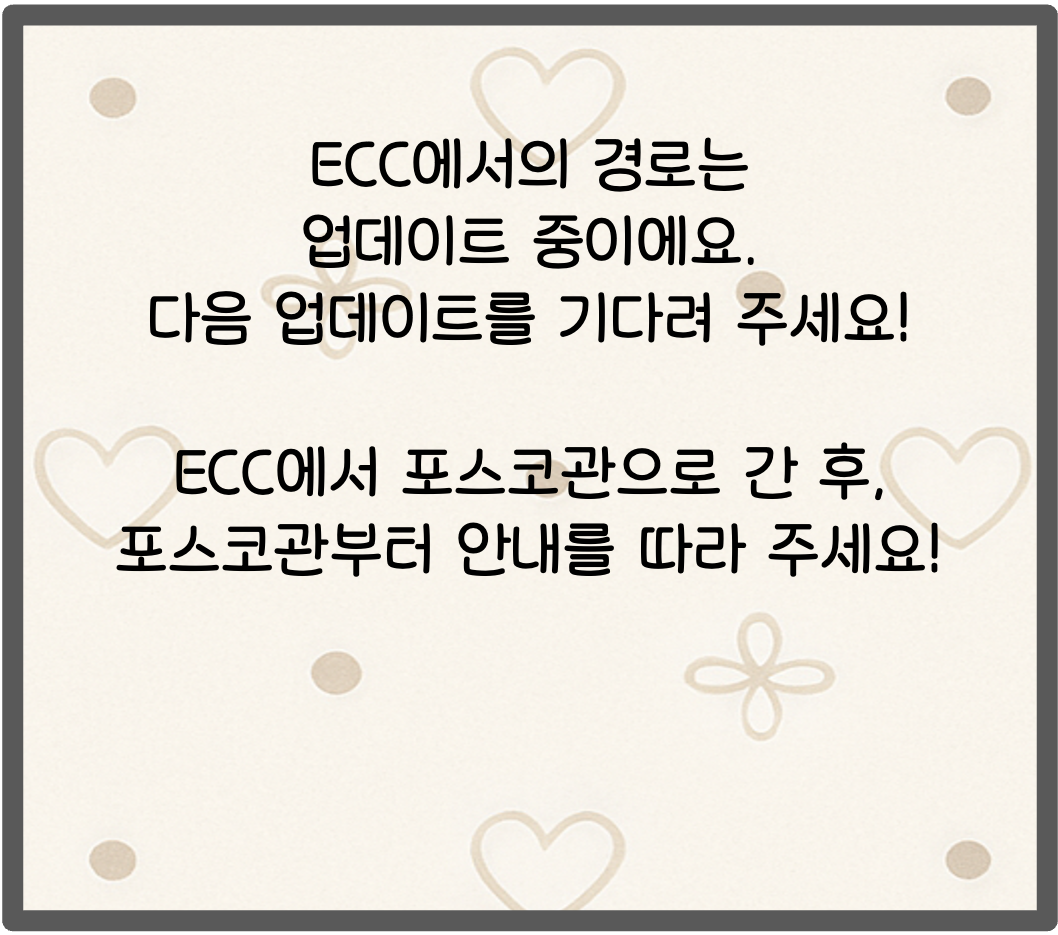 ECC에서의 경로는
업데이트 중이에요.
다음 업데이트를 기다려 주세요!
ECC에서 포스코관으로 간 후,
포스코관부터 안내를 따라 주세요!